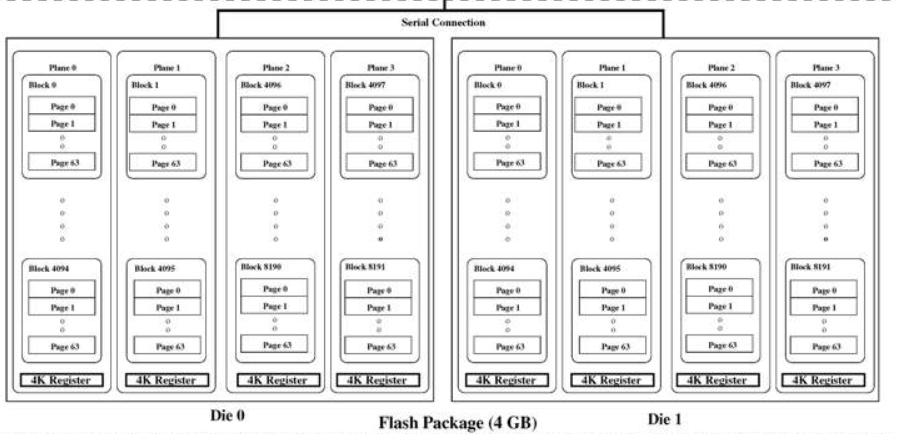 Serial Connection
Plane 0 Plane 1 Plane 2 Plane 3 Plane 0 Plane 1 Plane 2 Plane 3
Block 0 Block 1 Block 4096 Block 4097 Block 0 Block 1 Block 4096 Block 4097
Page 0 Page 0 Page 0 Page 0 Page 0 Page 0 Page 0 Page 0
Page 1 Page 1 Page 1 Page 1 Page 1 Page 1 Page 1 Page 1
Page 63 Page 63 Page 63 Page 63 Page 63 Page 63 Page 63 Page 63
Block 4094 Block 4095 Block 8190 Block 8191 Block 4094 Block 4095 Block 8190 Block 8191
Page 0 Page 0 Page 0 Page 0 Page 0 Page 0 Page 0 Page 0
Page 1 Page 1 Page 1 Page 1 Page 1 Page 1 Page 1 Page 1
Page 63 Page 63 Page 63 Page 63 Page 63 Page 63 Page 63 Page 63
4K Register 4K Register 4K Register 4K Register 4K Register 4K Register 4K Register 4K Register
Die 0 Flash Package (4 GB) Die 1